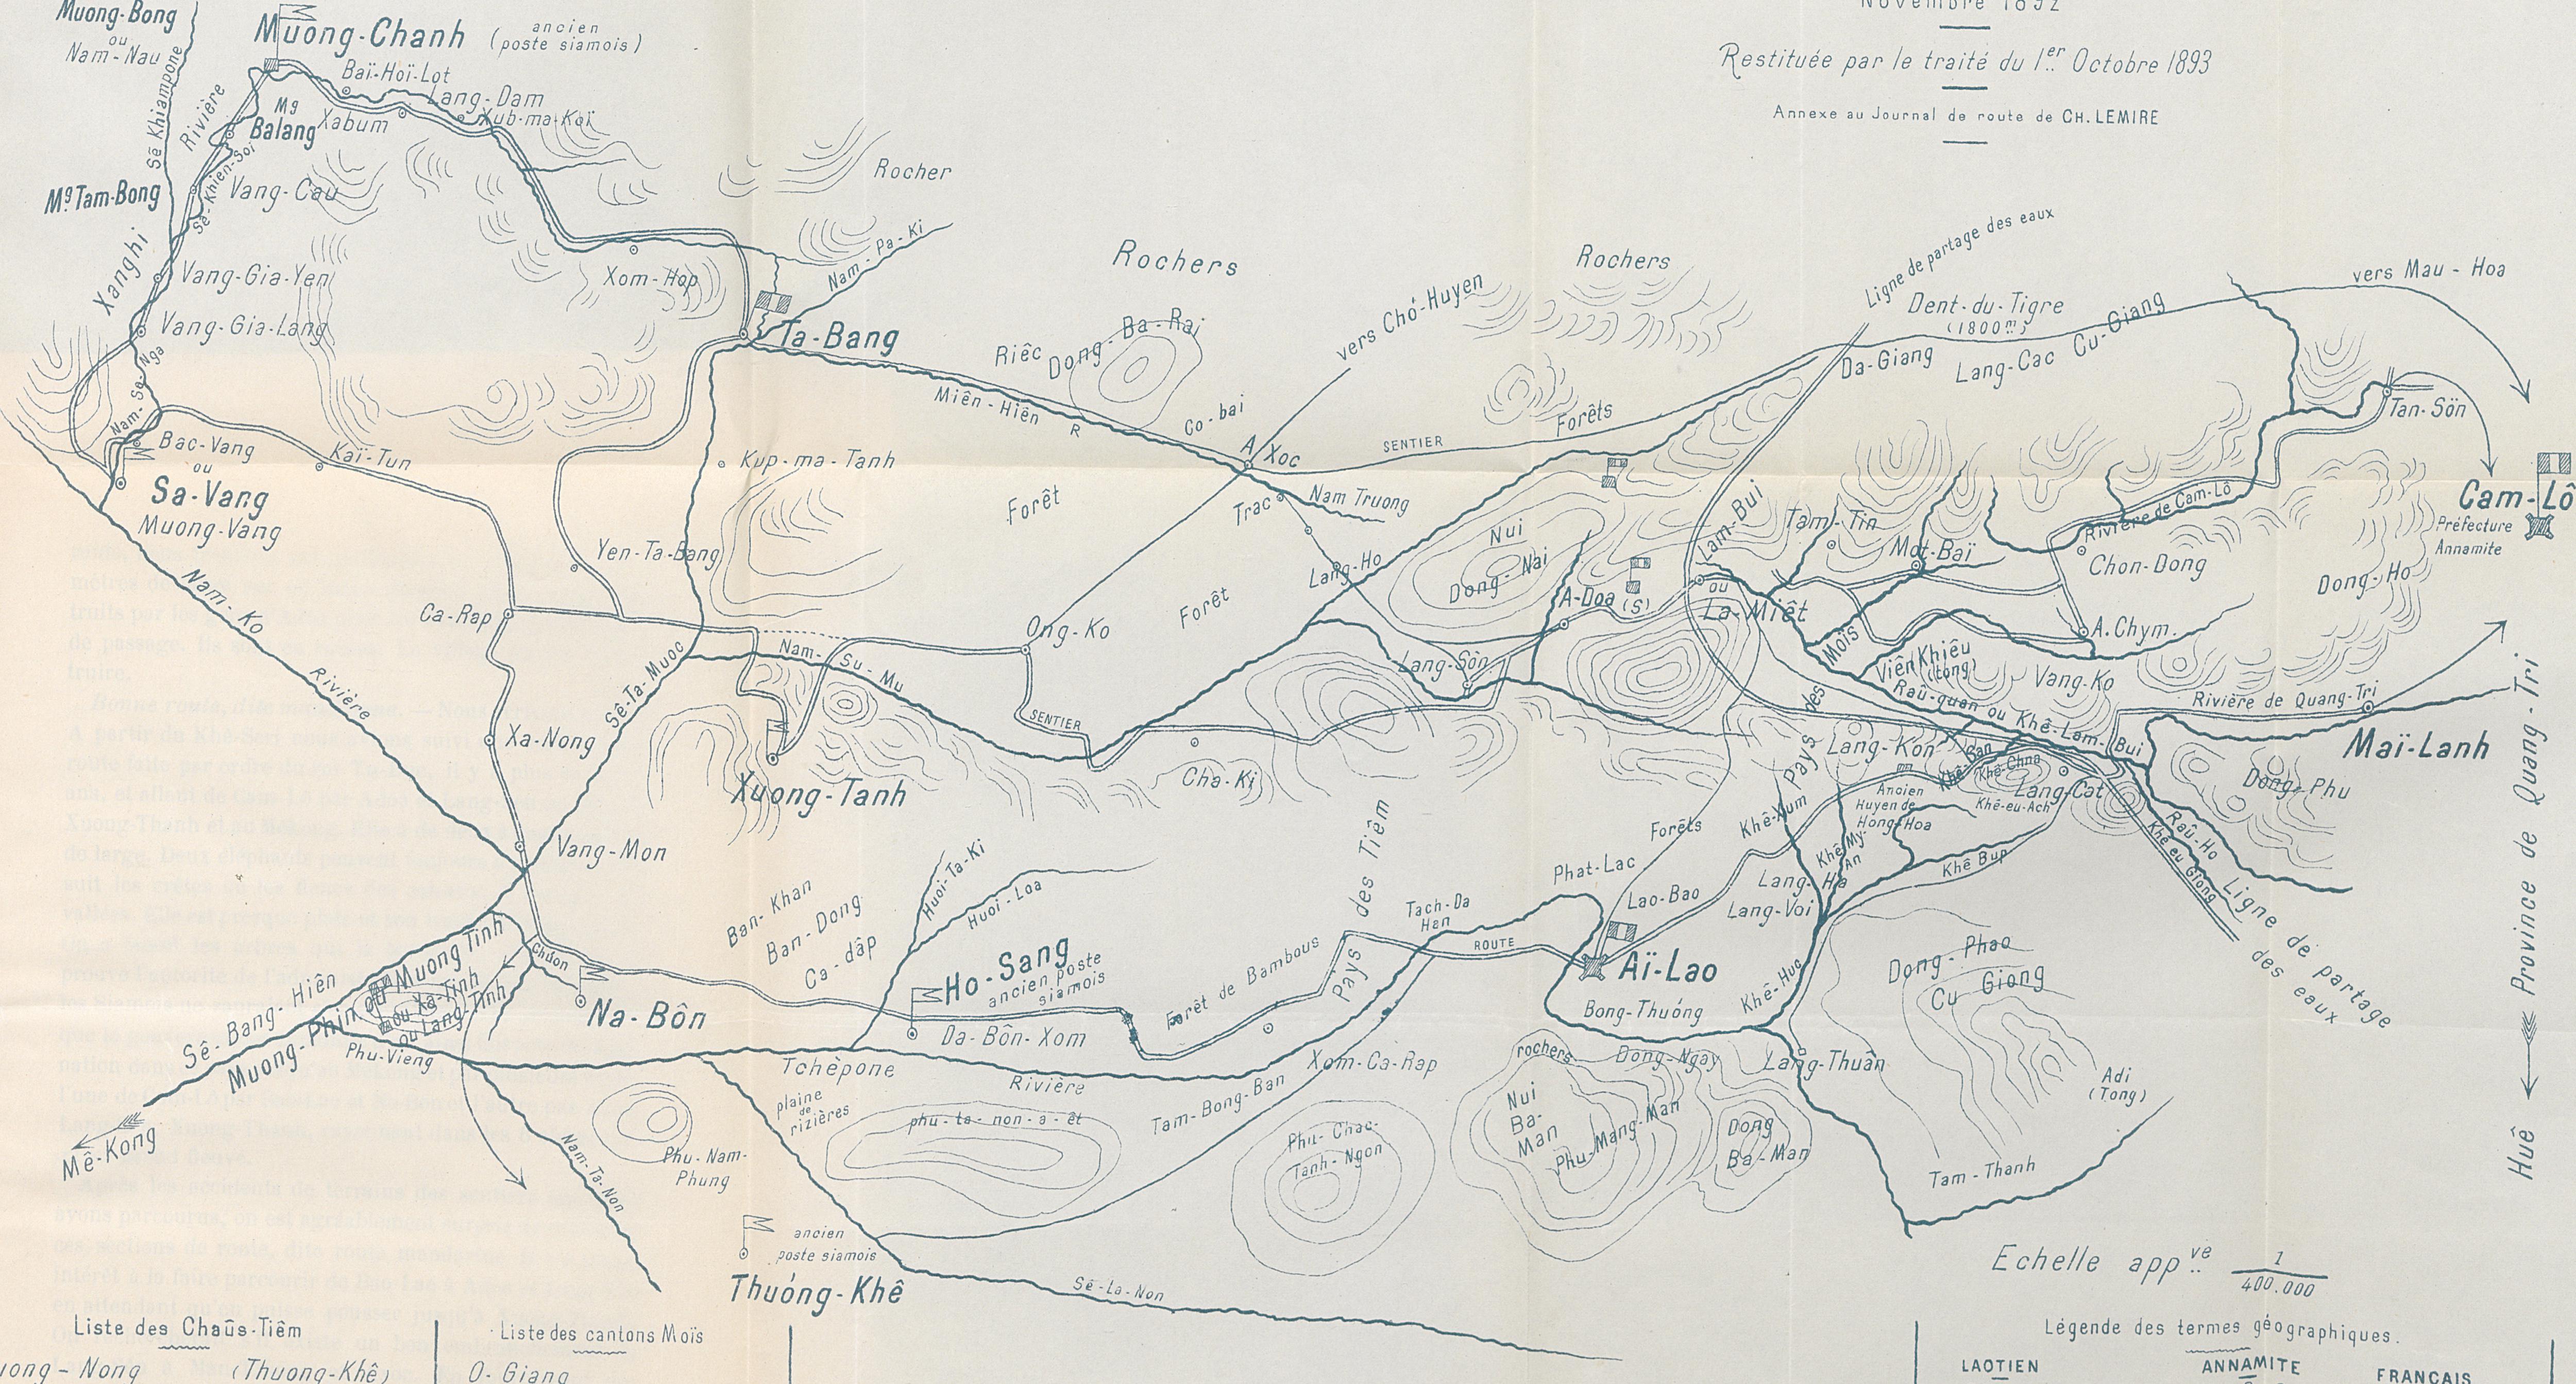 Novembre 1892
Restituée par le traité du 1er Octobre 1893
Annexe au Journal de route de CH. LEMIRE
Muong-Bong
ou
Nam-Nau
Muong-Chanh
ancien
(poste siamois)
Sê Khiampone
Rivière
Baï-Hoï-Lot
Lang-Dam
Xub-ma-Koï
Xabum
Mg
Balang
Sê-Khien-Soi
Vang-Cau
Mg Tam-Bong
Xanghi
Vang-Gia-Yen
Vang-Gia-Lang
Nam-Se-Nga
Rocher
Xom-Hop
Nam-Pa-Ki
Ta-Bang
Rochers
Rochers
Riêc
Dong-Ba-Rai
Miên-Hiên R
Co-bai
vers Chó-Huyen
Ligne de partage des eaux
Dent-du-Tigre
(1800m)
Da-Giang
Lang-Cac
Cu-Giang
vers Mau-Hoa
Tan-Sön
Bac-Vang
ou
Sa-Vang
Muong-Vang
Kaï-Tun
Kup-ma-Tanh
A Xoc
SENTIER
Forêts
Trac
Nam Truong
Forêt
Nui
Dong-Nai
Lang-Ho
Lam-Bui
ou
La-Miêt
Tam-Tin
Mot-Baï
Rivière de Cam-Lô
Chon-Dong
Dong-Ho
Cam-Lô
Préfecture
Annamite
Nam-Ko
Rivière
Yen-Ta-Bang
Ca-Rap
Ong-Ko
Forêt
A-Doa (S)
A.Chym.
Moïs
Viên Khiêu
(tong)
Vang-Ko
Lang-Sòn
Nam-Su-Mu
Sê-Ta-Muoc
SENTIER
Xa-Nong
Xuong-Tanh
Cha-Ki
Pays des
Raû-quan ou Khê-Lam-Bui
Rivière de Quang-Tri
Maï-Lanh
Lang-Kon
Khê-Gan
Khê-Chna
Lang-Cat
Khê-eu-Ach
Ancien
Huyen de
Hong-Hoa
Dong-Phu
Vang-Mon
Forêts
Khê-Xum
Khê-My-An
Khê Bup
Raû-Ho
Khê eu Giong
Phat-Lac
Lao-Bao
Lang-Ha
Lang-Voi
Ligne de partage
des eaux
Huê
Province de Quang-Tri
Ban-Khan
Ban-Dong
Ca-dâp
Huoi-Ta-Ki
Huoi-Loa
Pays des Tiêm
Tach-Da
Han
ROUTE
Aï-Lao
Chúon
Na-Bôn
Ho-Sang
ancien poste
siamois
Da-Bôn-Xom
Forêt de Bambous
Bong-Thuóng
Khê-Huc
Dong-Phao
Cu Giong
Sê-Bang-Hiên
Muong-Phin ou Muong Tinh
ou Xa-Tinh
ou Lang-Tinh
Phu-Vieng
Tchèpone
Rivière
Xom-Ca-Rap
rochers
Dong-Ngay
Lang-Thuân
Adi
(Tong)
Mê-Kong
plaine
de
rizières
phu-ta-non-a-êt
Tam-Bong-Ban
Phu-Nam-
Phung
Nam-Ta-Non
Phu-Chac-
Tanh-Ngon
Nui
Ba-
Man
Phu-Mang-Man
Dong
Ba-Man
Tam-Thanh
ancien
poste siamois
Thuóng-Khê
Sê-La-Non
Echelle appve 1
400.000
Liste des Chaûs-Tiêm
Liste des cantons Moïs
Légende des termes géographiques.
uong-Nong (Thuong-Khê)
O-Giang
LAOTIEN ANNAMITE FRANCAIS